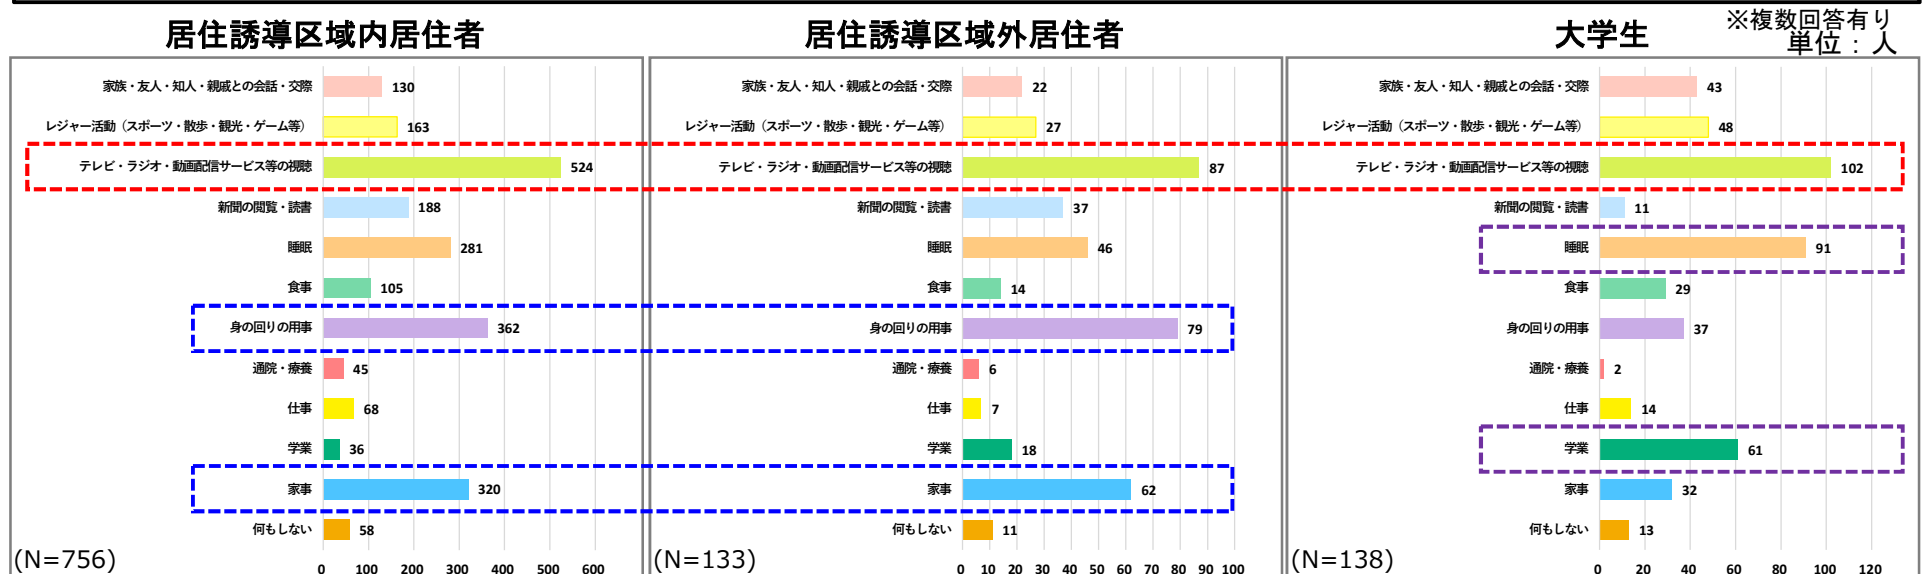 ※複数回答有り
単位：人
居住誘導区域内居住者
家族・友人・知人・親戚との会話・交際 130
レジャー活動（スポーツ・散歩・観光・ゲーム等） 163
テレビ・ラジオ・動画配信サービス等の視聴 524
新聞の閲覧・読書 188
睡眠 281
食事 105
身の回りの用事 362
通院・療養 45
仕事 68
学業 36
家事 320
何もしない 58
0 100 200 300 400 500 600
(N=756)
居住誘導区域外居住者
家族・友人・知人・親戚との会話・交際 22
レジャー活動（スポーツ・散歩・観光・ゲーム等） 27
テレビ・ラジオ・動画配信サービス等の視聴 87
新聞の閲覧・読書 37
睡眠 46
食事 14
身の回りの用事 79
通院・療養 6
仕事 7
学業 18
家事 62
何もしない 11
0 10 20 30 40 50 60 70 80 90 100
(N=133)
大学生
家族・友人・知人・親戚との会話・交際 43
レジャー活動（スポーツ・散歩・観光・ゲーム等） 48
テレビ・ラジオ・動画配信サービス等の視聴 102
新聞の閲覧・読書 11
睡眠 91
食事 29
身の回りの用事 37
通院・療養 2
仕事 14
学業 61
家事 32
何もしない 13
0 20 40 60 80 100 120
(N=138)